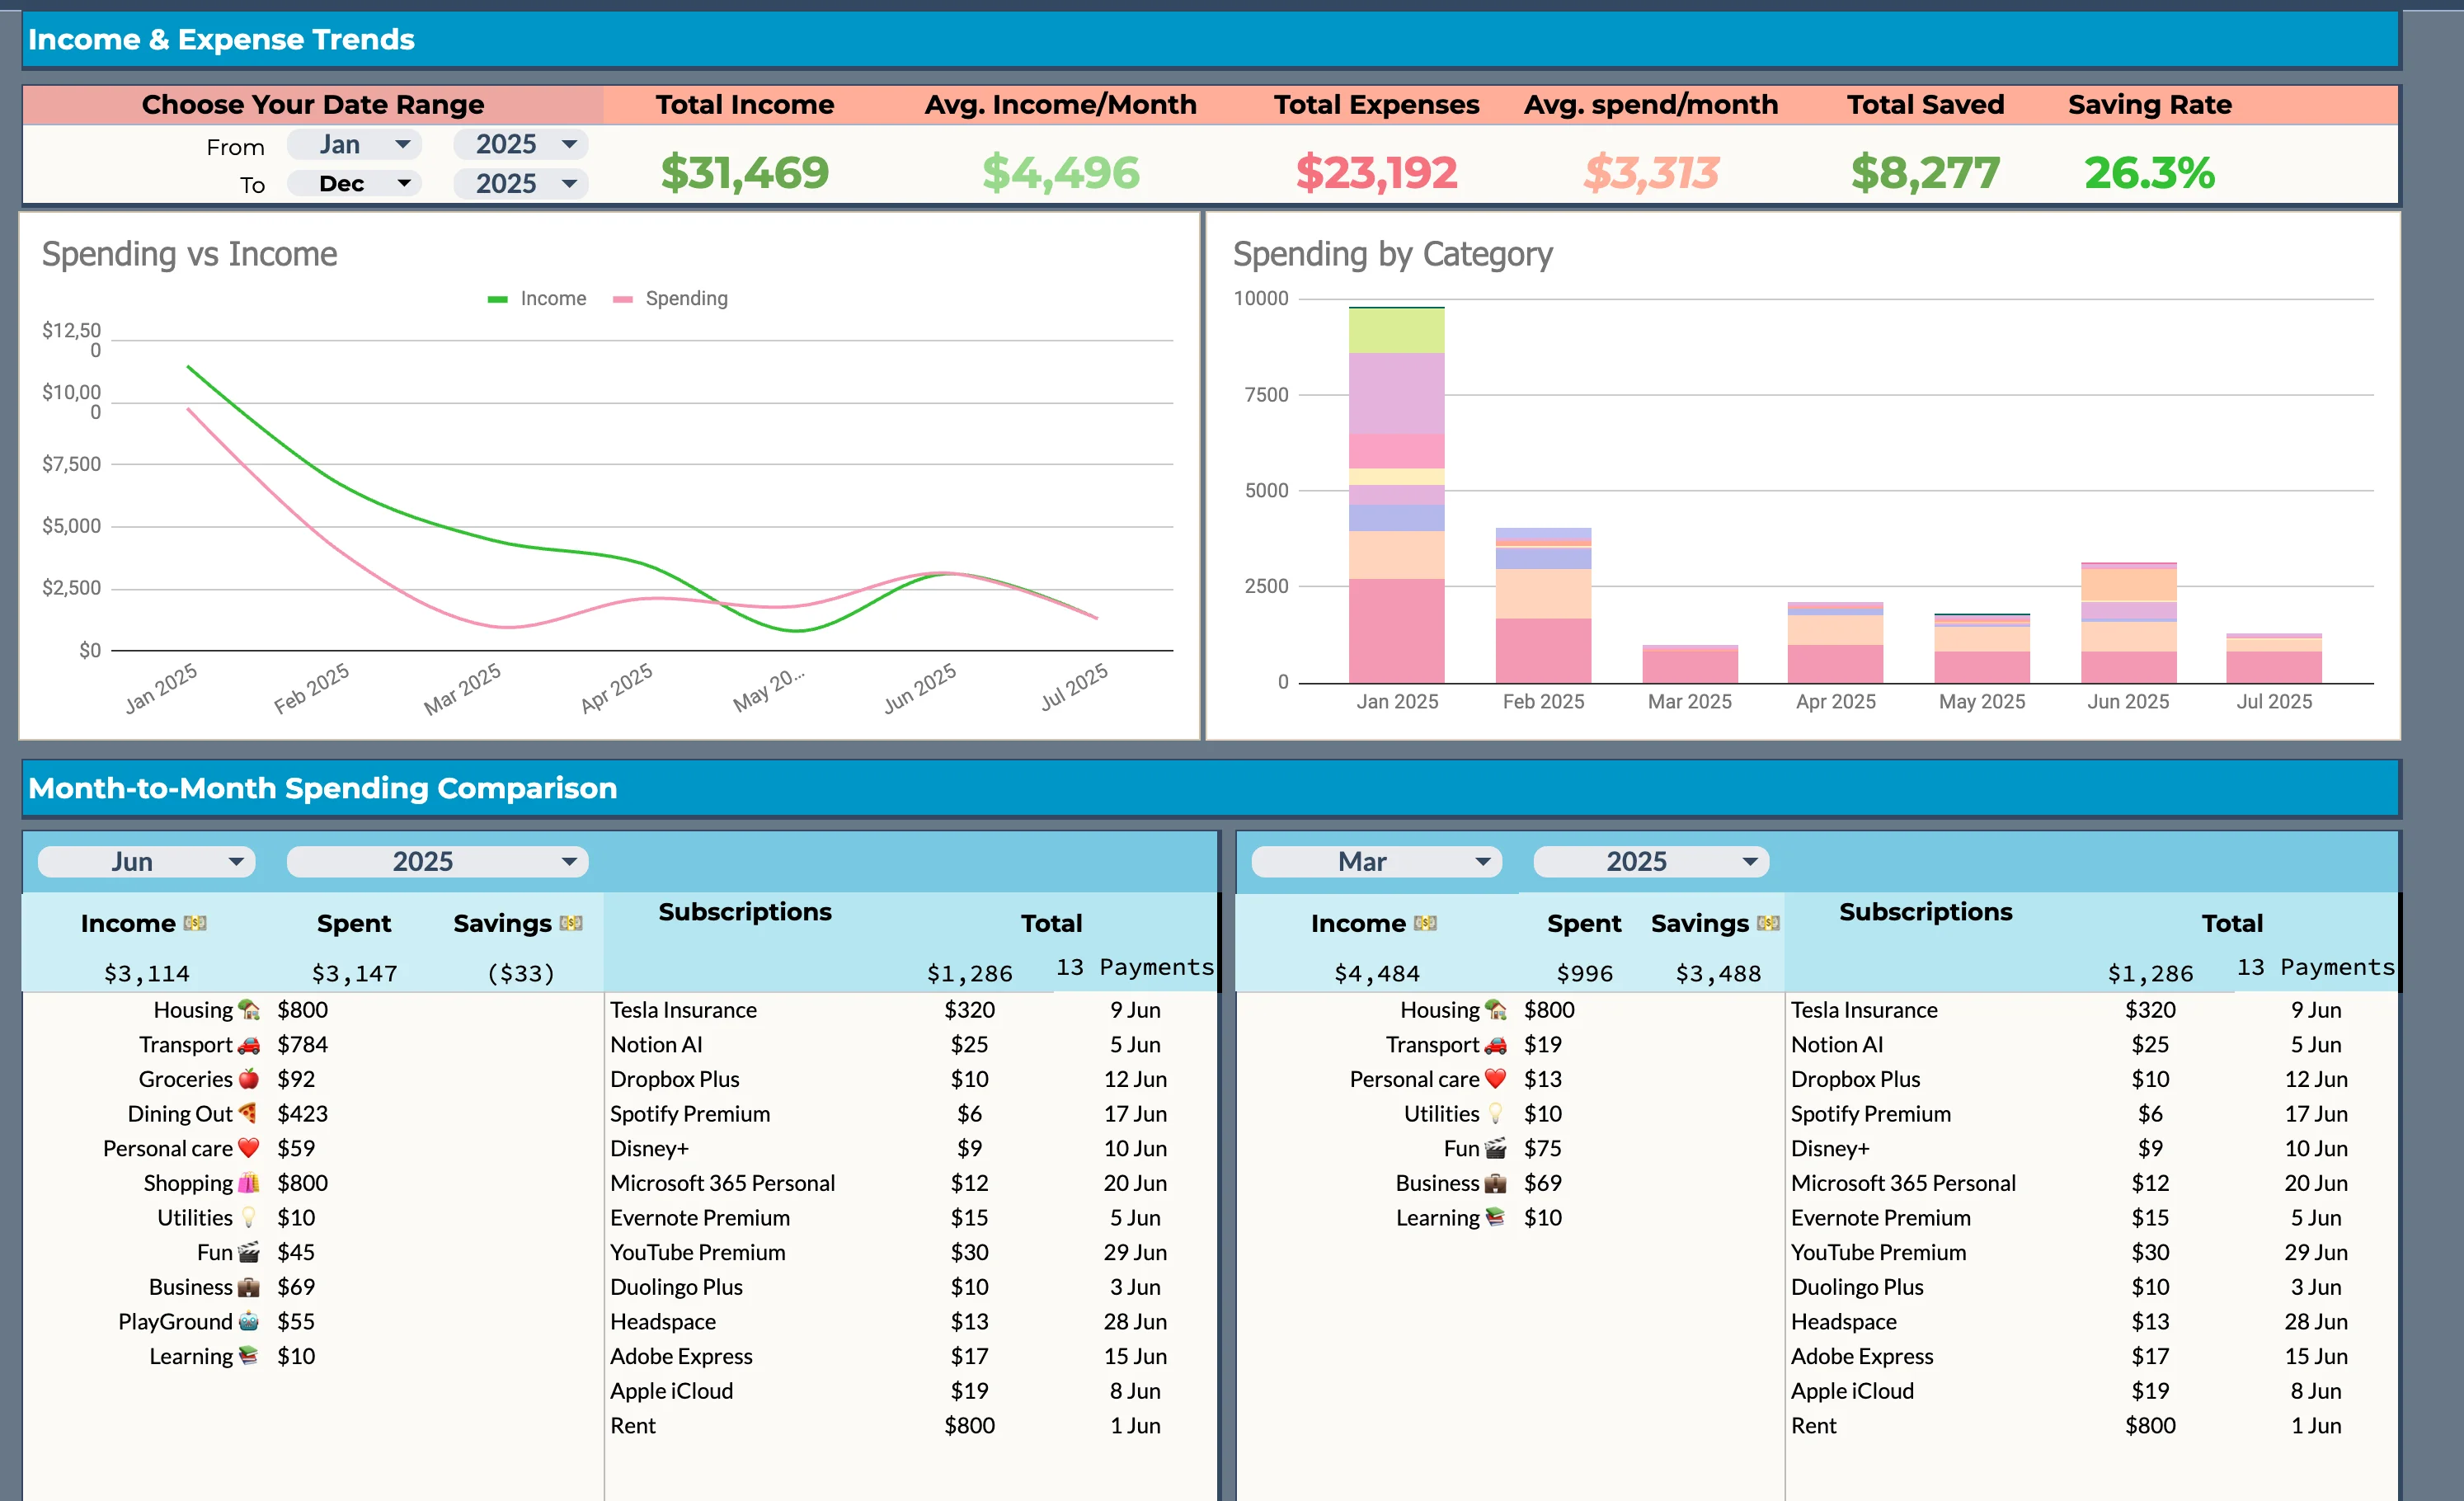 Income & Expense Trends
Choose Your Date Range Total Income Avg. Income/Month Total Expenses Avg. spend/month Total Saved Saving Rate
From Jan 2025
To Dec 2025
$31,469 $4,496 $23,192 $3,313 $8,277 26.3%
Spending vs Income
Income Spending
$12,50
0
$10,00
0
$7,500
$5,000
$2,500
$0
Jan 2025 Feb 2025 Mar 2025 Apr 2025 May 20... Jun 2025 Jul 2025
Spending by Category
10000
7500
5000
2500
0
Jan 2025 Feb 2025 Mar 2025 Apr 2025 May 2025 Jun 2025 Jul 2025
Month-to-Month Spending Comparison
Jun 2025
Income 💵 Spent Savings 💵 Subscriptions Total
$3,114 $3,147 ($33) $1,286 13 Payments
Housing 🏡 $800 Tesla Insurance $320 9 Jun
Transport 🚗 $784 Notion AI $25 5 Jun
Groceries 🍎 $92 Dropbox Plus $10 12 Jun
Dining Out 🍕 $423 Spotify Premium $6 17 Jun
Personal care ❤️ $59 Disney+ $9 10 Jun
Shopping 🛍️ $800 Microsoft 365 Personal $12 20 Jun
Utilities 💡 $10 Evernote Premium $15 5 Jun
Fun 🎬 $45 YouTube Premium $30 29 Jun
Business 💼 $69 Duolingo Plus $10 3 Jun
PlayGround 🤖 $55 Headspace $13 28 Jun
Learning 📚 $10 Adobe Express $17 15 Jun
Apple iCloud $19 8 Jun
Rent $800 1 Jun
Mar 2025
Income 💵 Spent Savings 💵 Subscriptions Total
$4,484 $996 $3,488 $1,286 13 Payments
Housing 🏡 $800 Tesla Insurance $320 9 Jun
Transport 🚗 $19 Notion AI $25 5 Jun
Personal care ❤️ $13 Dropbox Plus $10 12 Jun
Utilities 💡 $10 Spotify Premium $6 17 Jun
Fun 🎬 $75 Disney+ $9 10 Jun
Business 💼 $69 Microsoft 365 Personal $12 20 Jun
Learning 📚 $10 Evernote Premium $15 5 Jun
YouTube Premium $30 29 Jun
Duolingo Plus $10 3 Jun
Headspace $13 28 Jun
Adobe Express $17 15 Jun
Apple iCloud $19 8 Jun
Rent $800 1 Jun